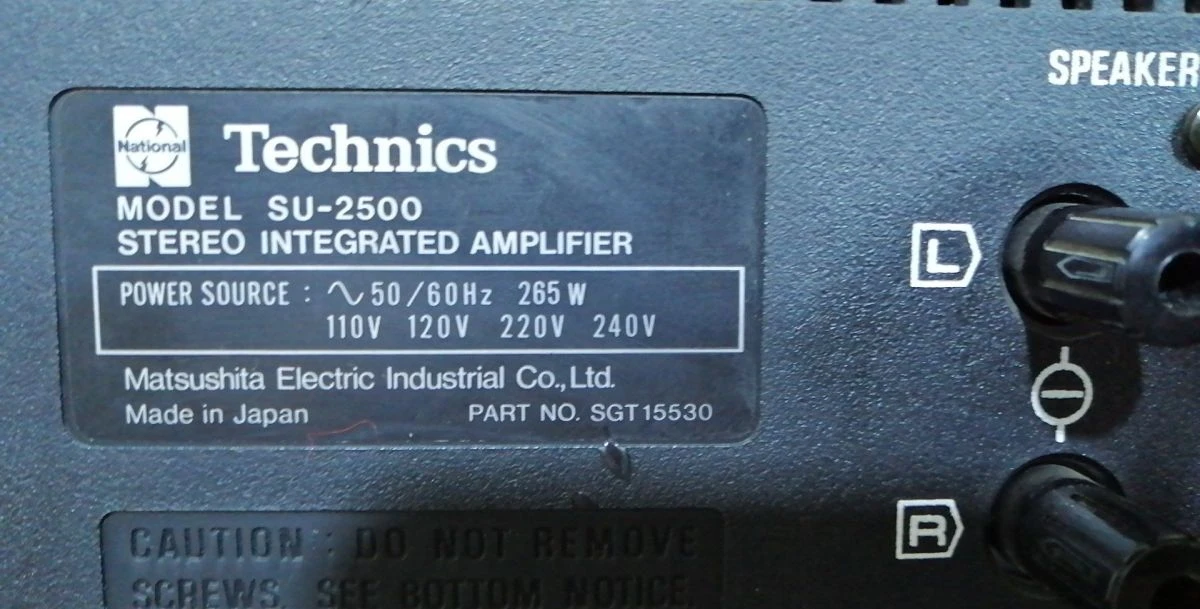 SPEAKER
National Technics
MODEL SU-2500
STEREO INTEGRATED AMPLIFIER
POWER SOURCE : ∿50/60Hz 265W
110V 120V 220V 240V
Matsushita Electric Industrial Co.,Ltd.
Made in Japan PART NO. SGT15530
L
R
CAUTION : DO NOT REMOVE
SCREWS. SEE BOTTOM NOTICE.